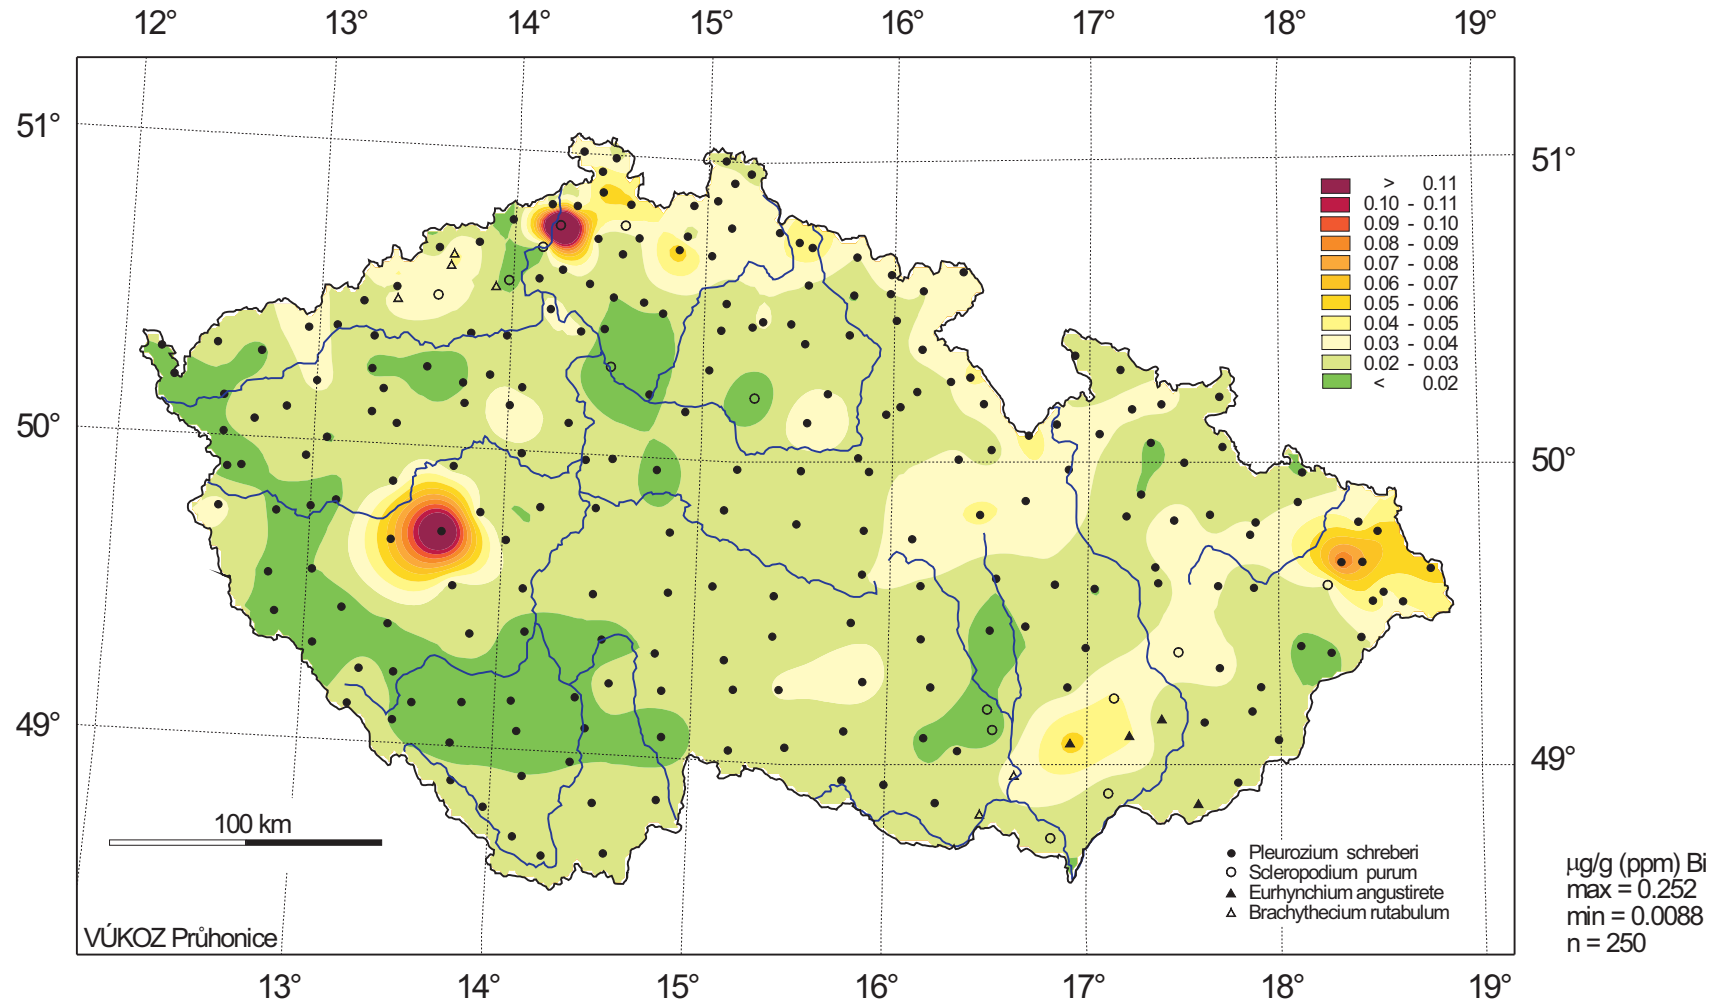 12° 13° 14° 15° 16° 17° 18° 19°
51°
51°
50°
50°
49°
49°
> 0.11
0.10 - 0.11
0.09 - 0.10
0.08 - 0.09
0.07 - 0.08
0.06 - 0.07
0.05 - 0.06
0.04 - 0.05
0.03 - 0.04
0.02 - 0.03
< 0.02
100 km
Pleurozium schreberi
Scleropodium purum
Eurhynchium angustirete
Brachythecium rutabulum
µg/g (ppm) Bi
max = 0.252
min = 0.0088
n = 250
VÚKOZ Průhonice
13° 14° 15° 16° 17° 18° 19°